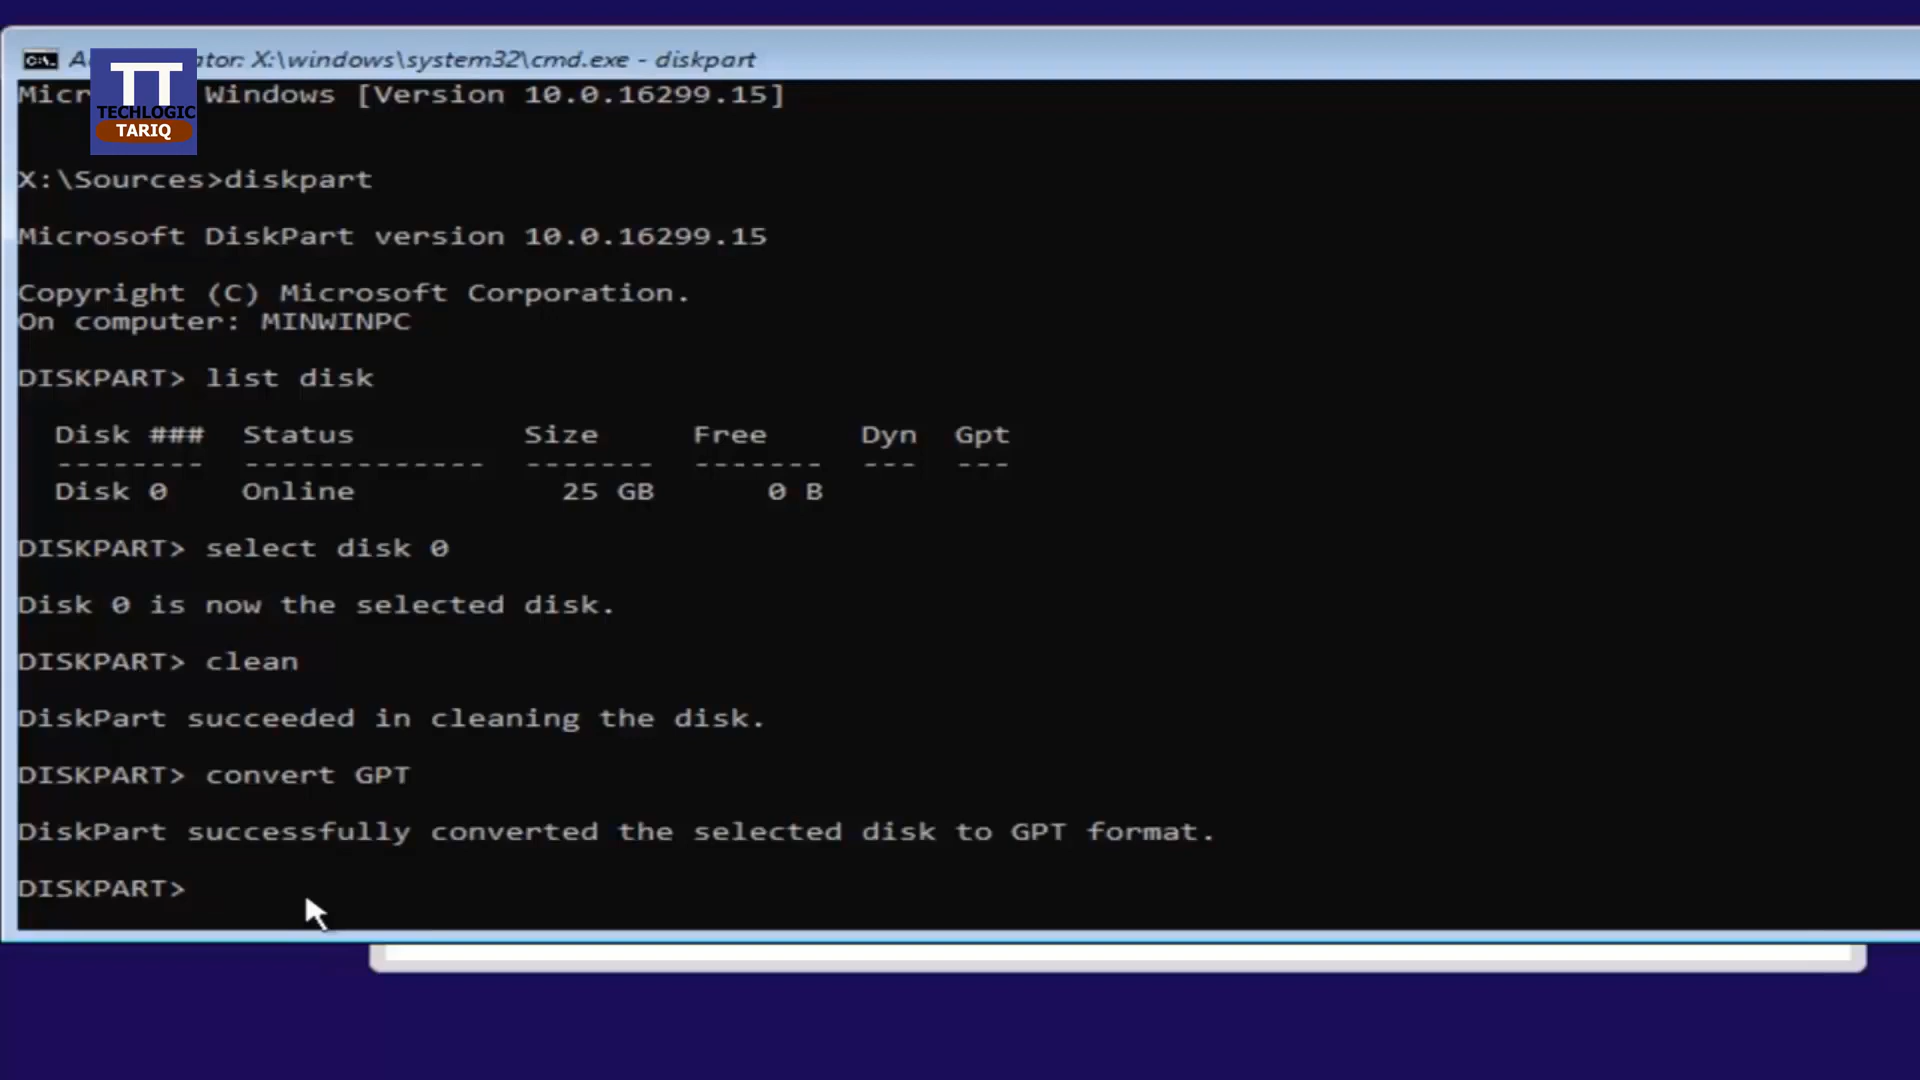 ator: X:\windows\system32\cmd.exe - diskpart
TT
TECHLOGIC
TARIQ
Windows [Version 10.0.16299.15]
X:\Sources>diskpart
Microsoft DiskPart version 10.0.16299.15
Copyright (C) Microsoft Corporation.
On computer: MINWINPC
DISKPART> list disk
Disk ### Status Size Free Dyn Gpt
-------- ------------- ------- ------- --- ---
Disk 0 Online 25 GB 0 B
DISKPART> select disk 0
Disk 0 is now the selected disk.
DISKPART> clean
DiskPart succeeded in cleaning the disk.
DISKPART> convert GPT
DiskPart successfully converted the selected disk to GPT format.
DISKPART>